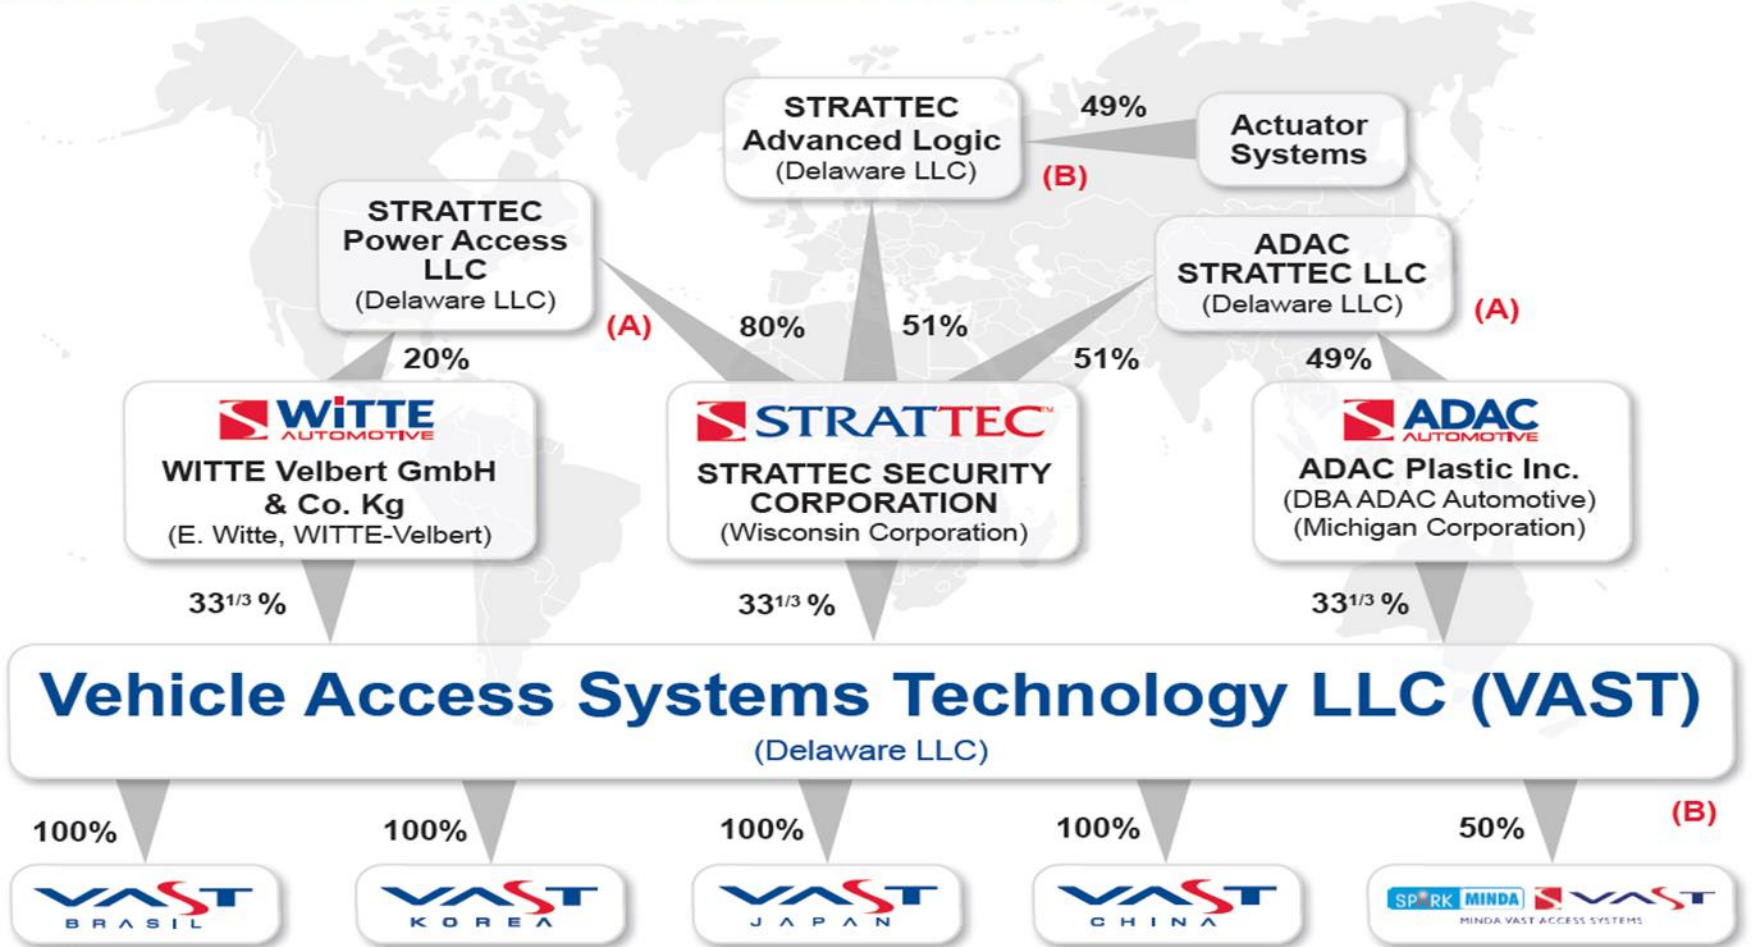 STRATTEC
Advanced Logic
(Delaware LLC)
49%
Actuator
Systems
(B)
STRATTEC
Power Access
LLC
(Delaware LLC)
(A)
ADAC
STRATTEC LLC
(Delaware LLC)
(A)
80%
51%
20%
51%
49%
WiTTE
AUTOMOTIVE
WITTE Velbert GmbH
& Co. Kg
(E. Witte, WITTE-Velbert)
STRATTEC™
STRATTEC SECURITY
CORPORATION
(Wisconsin Corporation)
ADAC
AUTOMOTIVE
ADAC Plastic Inc.
(DBA ADAC Automotive)
(Michigan Corporation)
33 1/3 %
33 1/3 %
33 1/3 %
Vehicle Access Systems Technology LLC (VAST)
(Delaware LLC)
(B)
100%
100%
100%
100%
50%
VAST
BRASIL
VAST
KOREA
VAST
JAPAN
VAST
CHINA
SPARK MINDA VAST
MINDA VAST ACCESS SYSTEMS